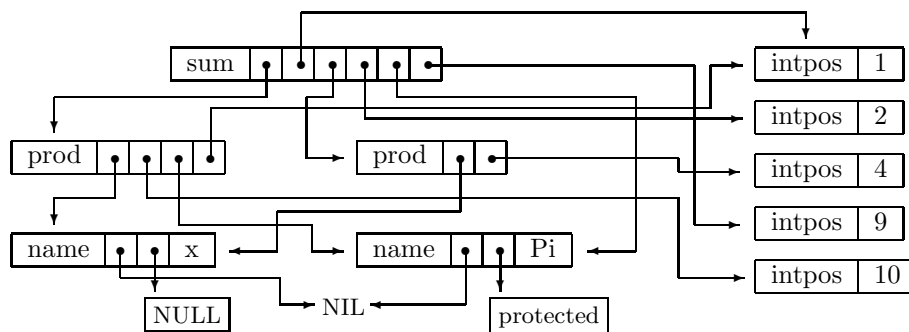 sum
intpos 1
intpos 2
prod
prod
intpos 4
intpos 9
name x
name Pi
intpos 10
NULL
NIL
protected